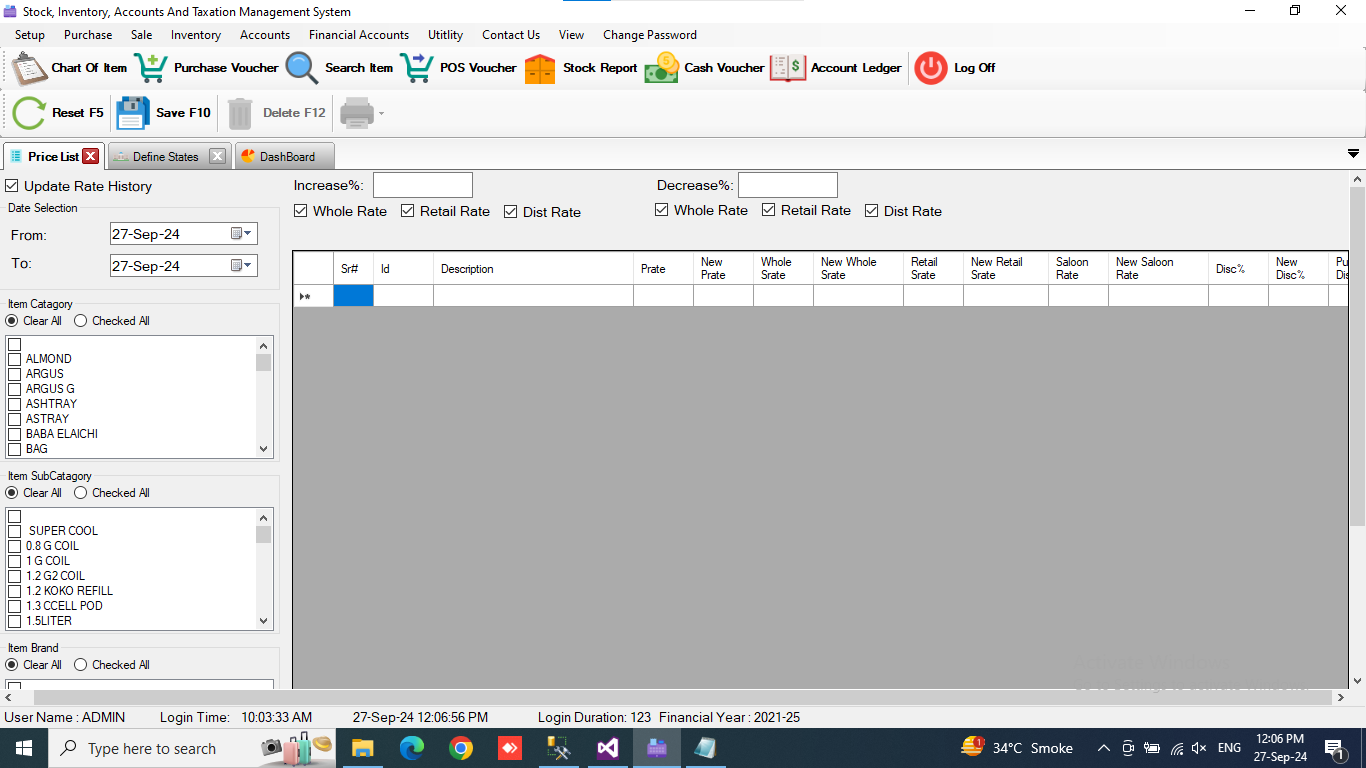 Stock, Inventory, Accounts And Taxation Management System
Setup Purchase Sale Inventory Accounts Financial Accounts Uitility Contact Us View Change Password
Chart Of Item Purchase Voucher Search Item POS Voucher Stock Report Cash Voucher Account Ledger Log Off
Reset F5 Save F10 Delete F12
Price List Define States DashBoard
Update Rate History
Date Selection
From: 27-Sep-24
To: 27-Sep-24
Item Catagory
Clear All Checked All
ALMOND
ARGUS
ARGUS G
ASHTRAY
ASTRAY
BABA ELAICHI
BAG
Item SubCatagory
Clear All Checked All
SUPER COOL
0.8 G COIL
1 G COIL
1.2 G2 COIL
1.2 KOKO REFILL
1.3 CCELL POD
1.5LITER
Item Brand
Clear All Checked All
Increase%: Decrease%:
Whole Rate Retail Rate Dist Rate Whole Rate Retail Rate Dist Rate
Sr# Id Description Prate New Prate Whole Srate New Whole Srate Retail Srate New Retail Srate Saloon Rate New Saloon Rate Disc% New Disc%
User Name : ADMIN Login Time: 10:03:33 AM 27-Sep-24 12:06:56 PM Login Duration: 123 Financial Year : 2021-25
Type here to search 34°C Smoke ENG 12:06 PM
27-Sep-24
1